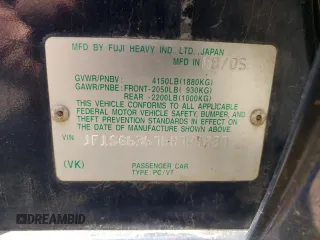 MFD BY FUJI HEAVY IND. LTD. JAPAN
MFD IN
GVWR/PNBV 4150LB(1880KG)
GAWR/PNBE: FRONT-2050LB( 930KG)
REAR -2200LB(1000KG)
THIS VEHICLE CONFORMS TO ALL APPLICABLE
FEDERAL MOTOR VEHICLE SAFETY, BUMPER, AND
THEFT PREVENTION STANDARDS IN EFFECT ON
THE DATE OF MANUFACTURE SHOWN ABOVE.
VIN
(VK) PASSENGER CAR
TYPE: PC/VT
DREAMBID